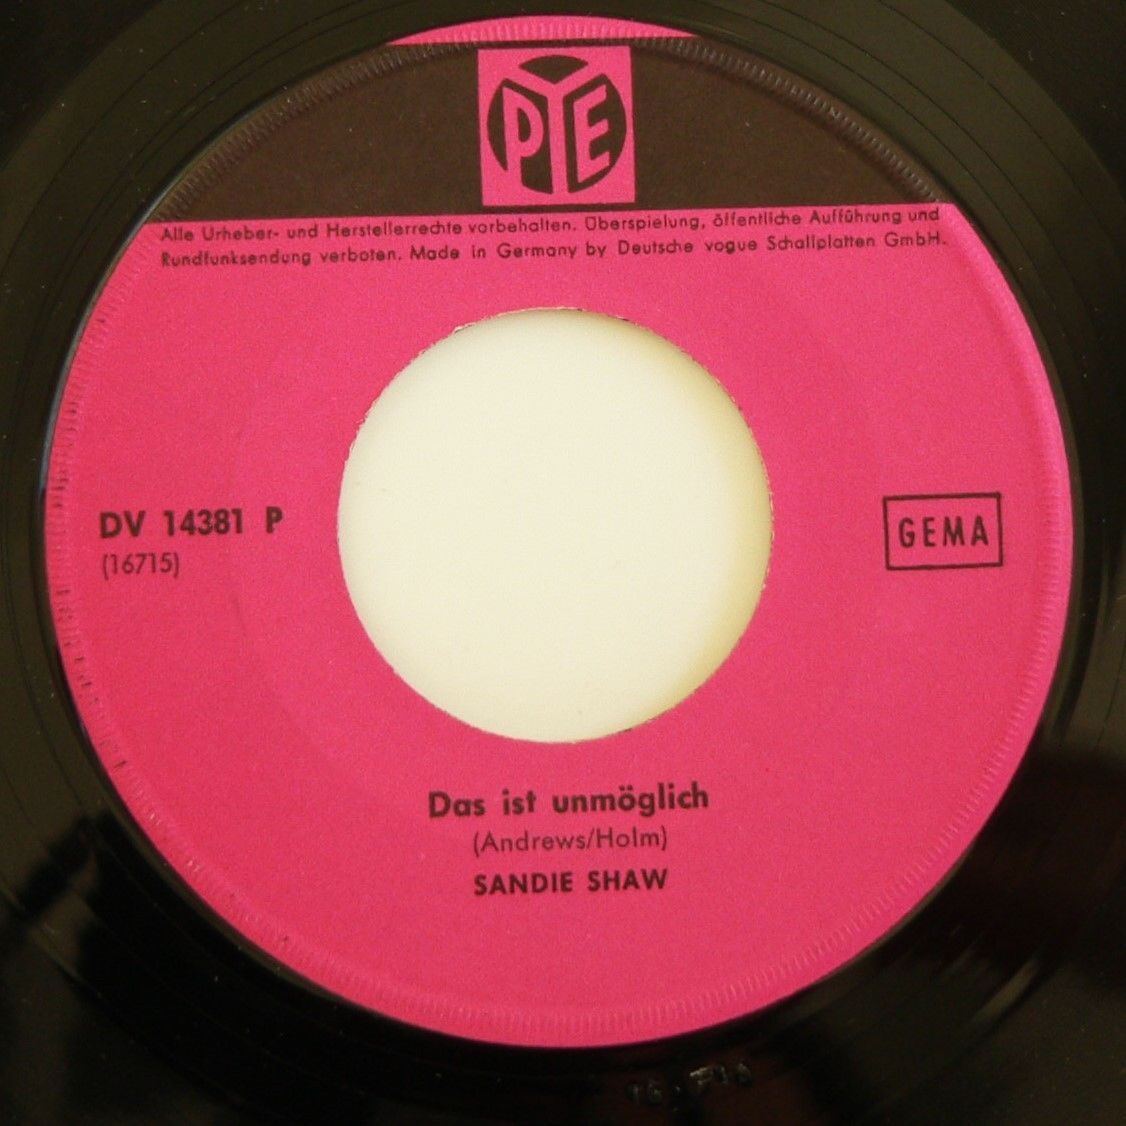 PYE
Alle Urheber- und Herstellerrechte vorbehalten. Überspielung, öffentliche Aufführung und
Rundfunksendung verboten. Made in Germany by Deutsche vogue Schallplatten GmbH.
DV 14381 P
(16715)
GEMA
Das ist unmöglich
(Andrews/Holm)
SANDIE SHAW